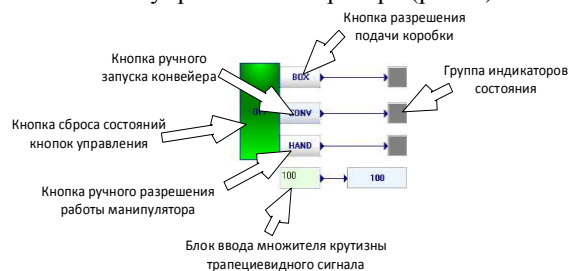 Кнопка разрешения
подачи коробки
Кнопка ручного
запуска конвейера
BOX
Группа индикаторов
состояния
CONV
Кнопка сброса состояний
кнопок управления
HAND
Кнопка ручного разрешения
работы манипулятора
100
100
Блок ввода множителя крутизны
трапециевидного сигнала